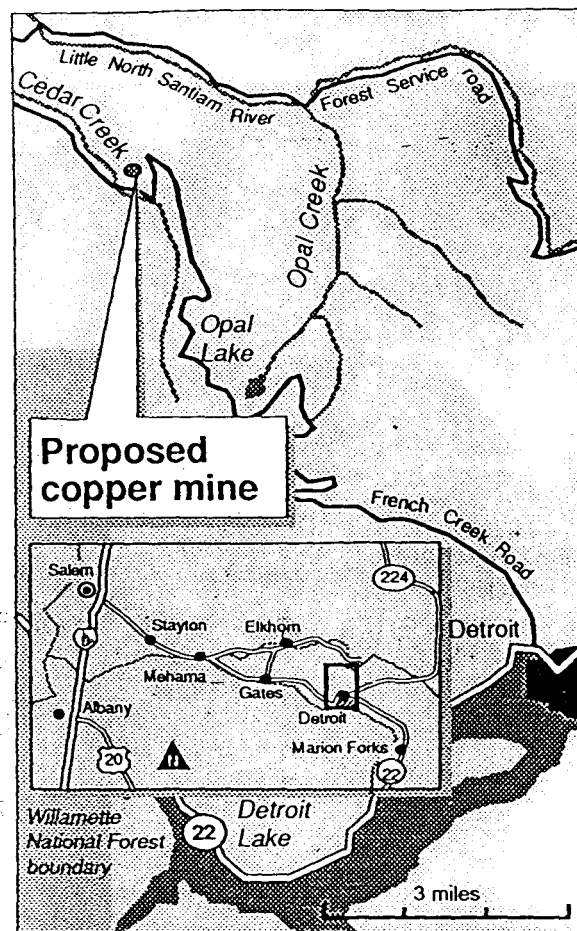 Little North Santiam River
Forest Service road
Cedar Creek
Opal Creek
Opal
Lake
Proposed
copper mine
French Creek Road
Detroit
Salem
224
Stayton
Elkhorn
Mehama
Gates
Detroit
Albany
Marion Forks
20
N
22
Willamette
National Forest
boundary
22
Detroit
Lake
3 miles